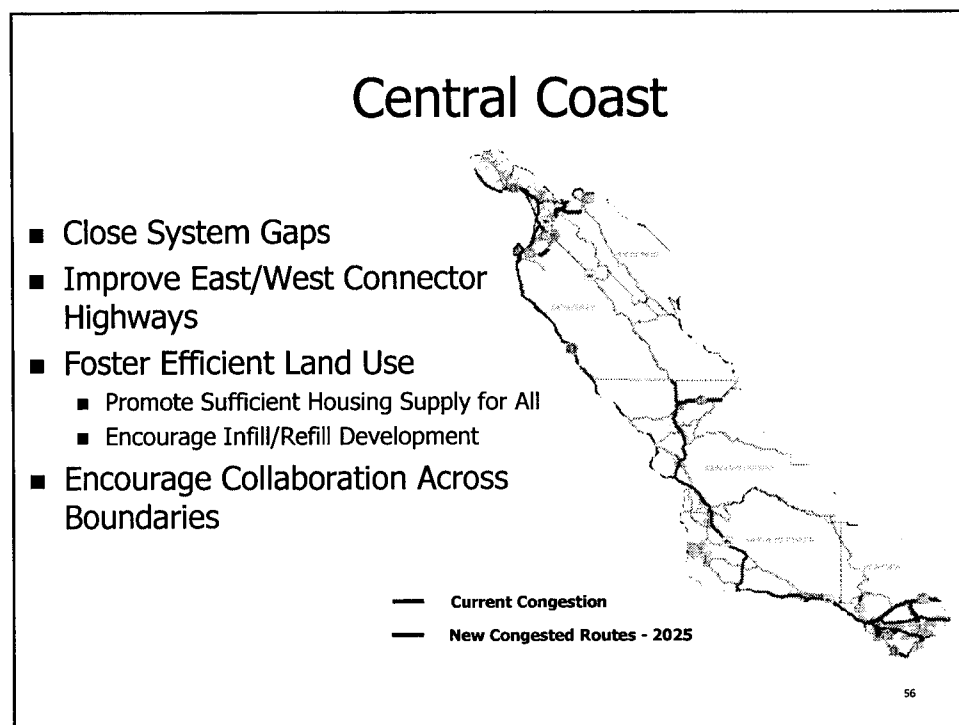 Central Coast
■ Close System Gaps
■ Improve East/West Connector
Highways
■ Foster Efficient Land Use
■ Promote Sufficient Housing Supply for All
■ Encourage Infill/Refill Development
■ Encourage Collaboration Across
Boundaries
Current Congestion
New Congested Routes - 2025
56